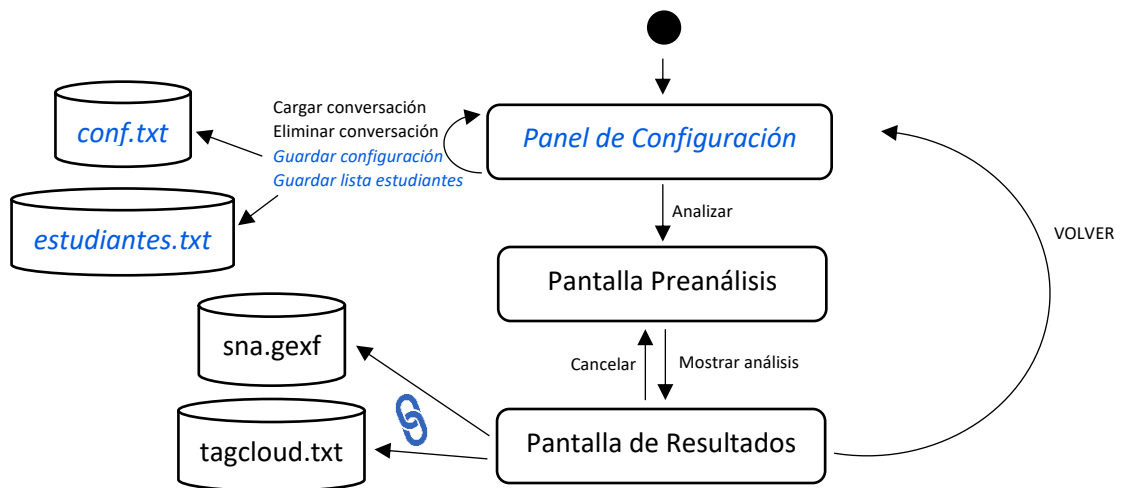 Cargar conversación
Eliminar conversación
Guardar configuración
Guardar lista estudiantes
conf.txt
Panel de Configuración
estudiantes.txt
Analizar
VOLVER
Pantalla Preanálisis
sna.gexf
Cancelar
Mostrar análisis
tagcloud.txt
Pantalla de Resultados